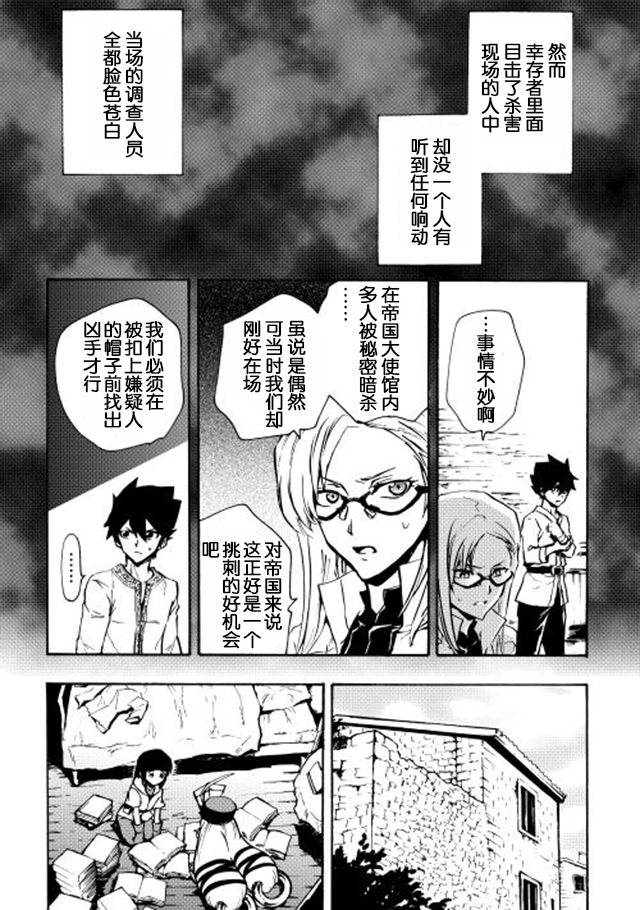 然而
幸存者里面
目击了杀害
现场的人中
却没一个人有
听到任何响动
当场的调查人员
全都脸色苍白
…事情不妙啊
在帝国大使馆内
多人被秘密暗杀
……
虽说是偶然
可当时我们却
刚好在场
对帝国来说
这正好是一个
挑刺的好机会
吧
我们必须在
被扣上嫌疑人
的帽子前找出
凶手才行
……